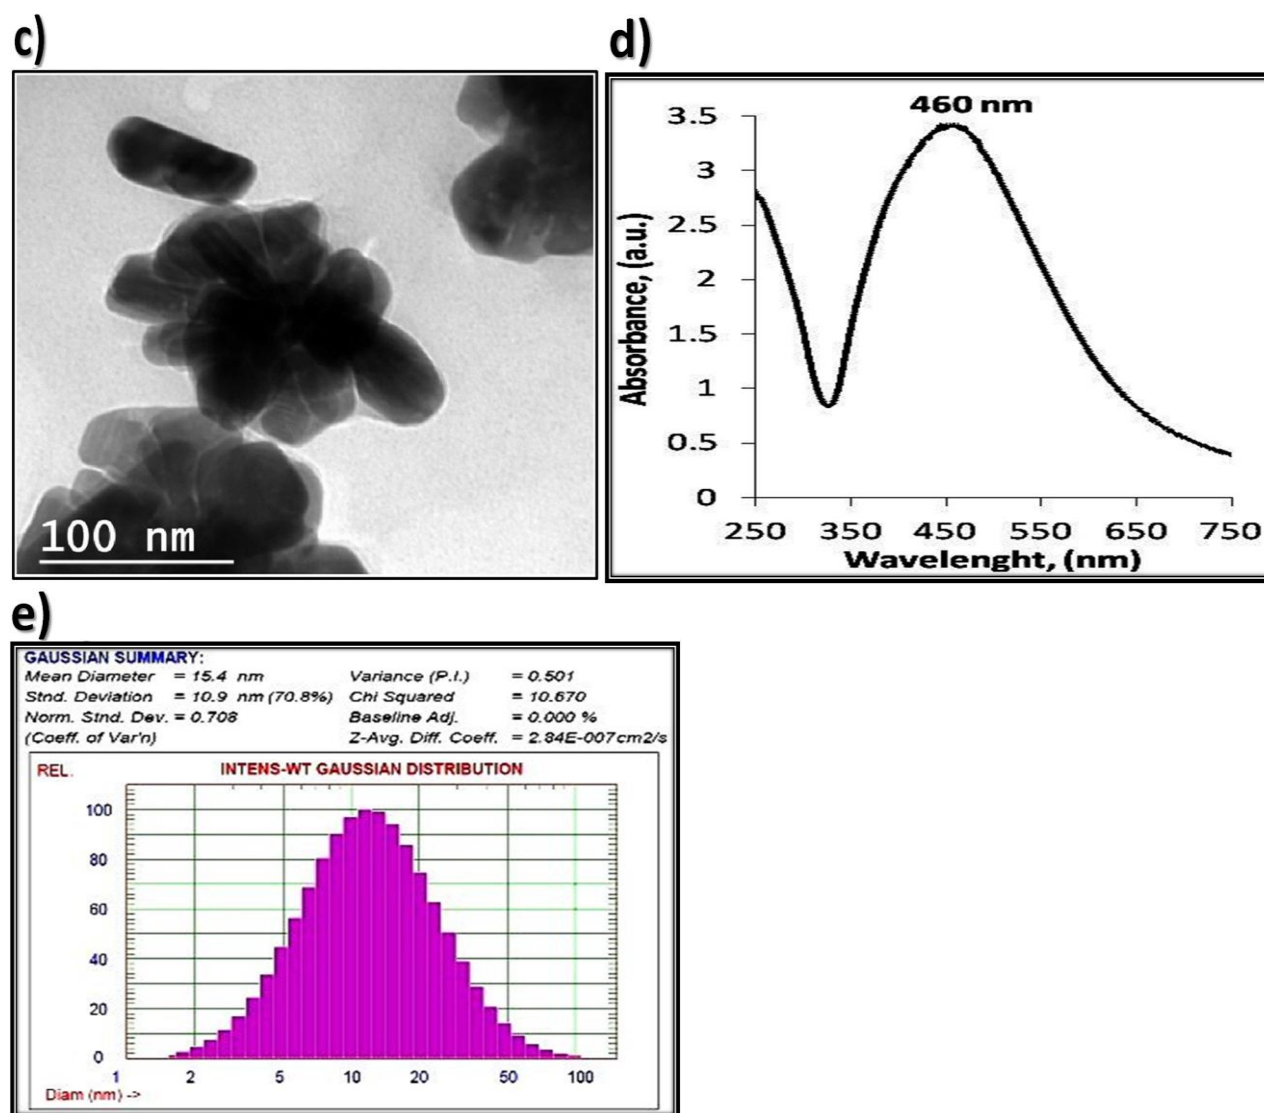 c)
100 nm
d)
460 nm
3.5
3
2.5
2
1.5
1
0.5
0
Absorbance, (a.u.)
250 350 450 550 650 750
Wavelenght, (nm)
e)
GAUSSIAN SUMMARY:
Mean Diameter = 15.4 nm Variance (P.I.) = 0.501
Stnd. Deviation = 10.9 nm (70.8%) Chi Squared = 10.670
Norm. Stnd. Dev. = 0.708 Baseline Adj. = 0.000 %
(Coeff. of Var'n) Z-Avg. Diff. Coeff. = 2.84E-007cm2/s
REL. INTENS-WT GAUSSIAN DISTRIBUTION
100
80
60
40
20
0
1 2 5 10 20 50 100
Diam (nm) ->